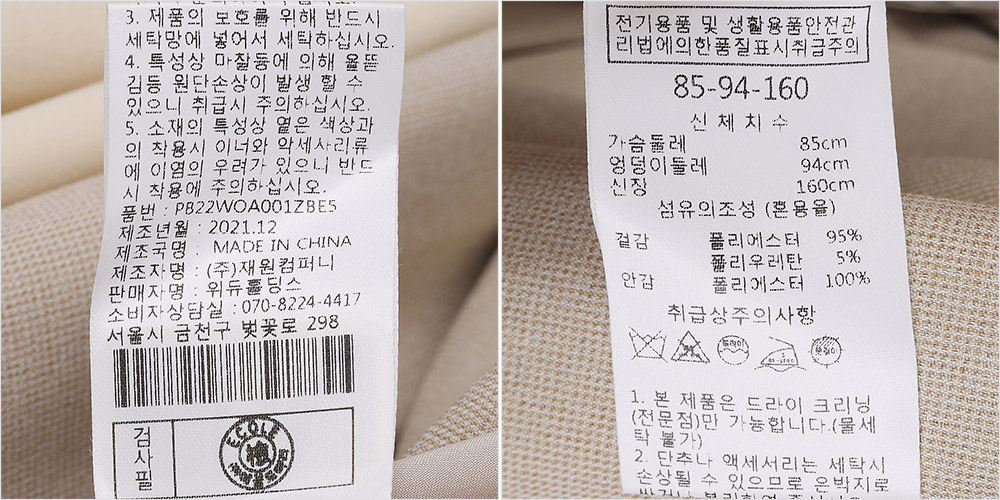 3. 제품의 보호를 위해 반드시
세탁망에 넣어서 세탁하십시오.
4. 특성상 마찰등에 의해 올뜯
김등 원단손상이 발생 할 수
있으니 취급시 주의하십시오.
5. 소재의 특성상 옅은 색상과
의 착용시 이너와 악세사리류
에 이염의 우려가 있으니 반드
시 착용에 주의하십시오.
품번 : PB22WOA001ZBE5
제조년월 : 2021.12
제조국명 : MADE IN CHINA
제조자명 : (주)재원컴퍼니
판매자명 : 위듀홀딩스
소비자상담실 : 070-8224-4417
서울시 금천구 벚꽃로 298
검사필
ECOLE
전기용품 및 생활용품안전관
리법에의한품질표시취급주의
85-94-160
신체치수
가슴둘레 85cm
엉덩이둘레 94cm
신장 160cm
섬유의조성 (혼용율)
겉감 폴리에스터 95%
폴리우레탄 5%
안감 폴리에스터 100%
취급상주의사항
드라이
1. 본 제품은 드라이 크리닝
(전문점)만 가능합니다.(물세
탁 불가)
2. 단추나 액세서리는 세탁시
손상될 수 있으므로 은박지로